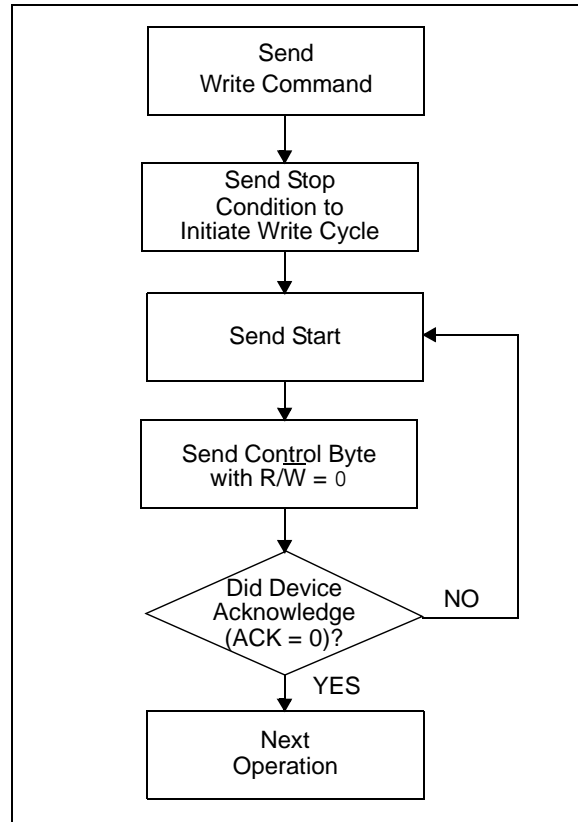 Send
Write Command
Send Stop
Condition to
Initiate Write Cycle
Send Start
Send Control Byte
with R/W̅ = 0
Did Device
Acknowledge
(ACK = 0)?
NO
YES
Next
Operation